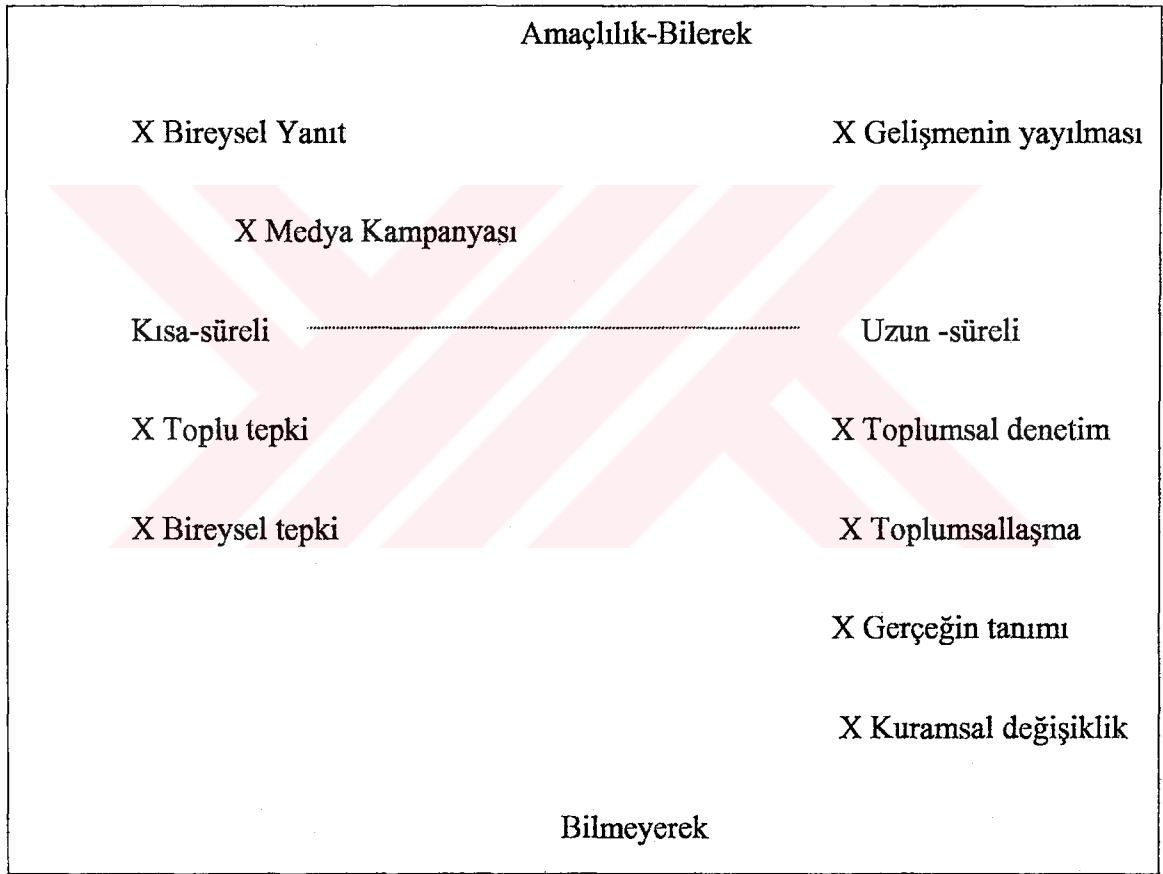 Amaçlılık-Bilerek
X Bireysel Yanıt X Gelişmenin yayılması
X Medya Kampanyası
Kısa-süreli Uzun -süreli
X Toplu tepki X Toplumsal denetim
X Bireysel tepki X Toplumsallaşma
X Gerçeğin tanımı
X Kuramsal değişiklik
Bilmeyerek